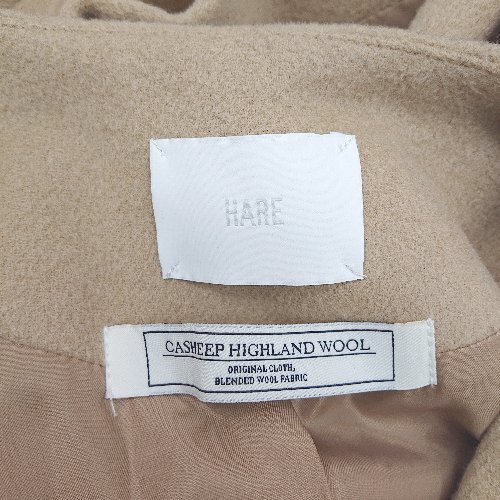 HARE
CASHEEP HIGHLAND WOOL
ORIGINAL CLOTH,
BLENDED WOOL FABRIC